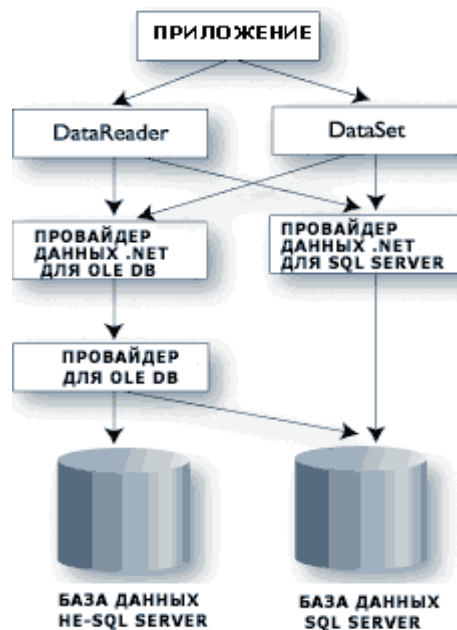 ПРИЛОЖЕНИЕ
DataReader
DataSet
ПРОВАЙДЕР
ДАННЫХ .NET
ДЛЯ OLE DB
ПРОВАЙДЕР
ДАННЫХ .NET
ДЛЯ SQL SERVER
ПРОВАЙДЕР
ДЛЯ OLE DB
БАЗА ДАННЫХ
НЕ-SQL SERVER
БАЗА ДАННЫХ
SQL SERVER